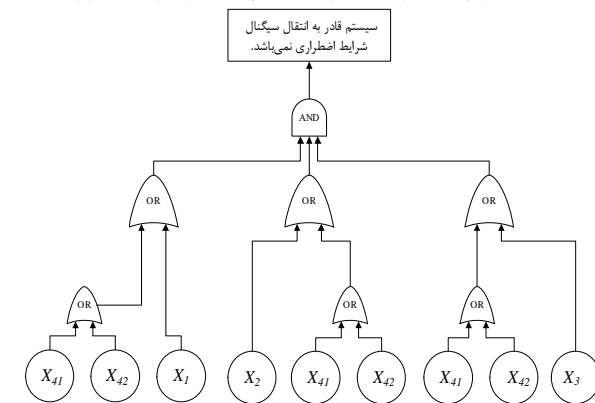 سیستم قادر به انتقال سیگنال
شرایط اضطراری نمی‌باشد.
AND
OR OR OR
OR OR OR
X41 X42 X1 X2 X41 X42 X41 X42 X3